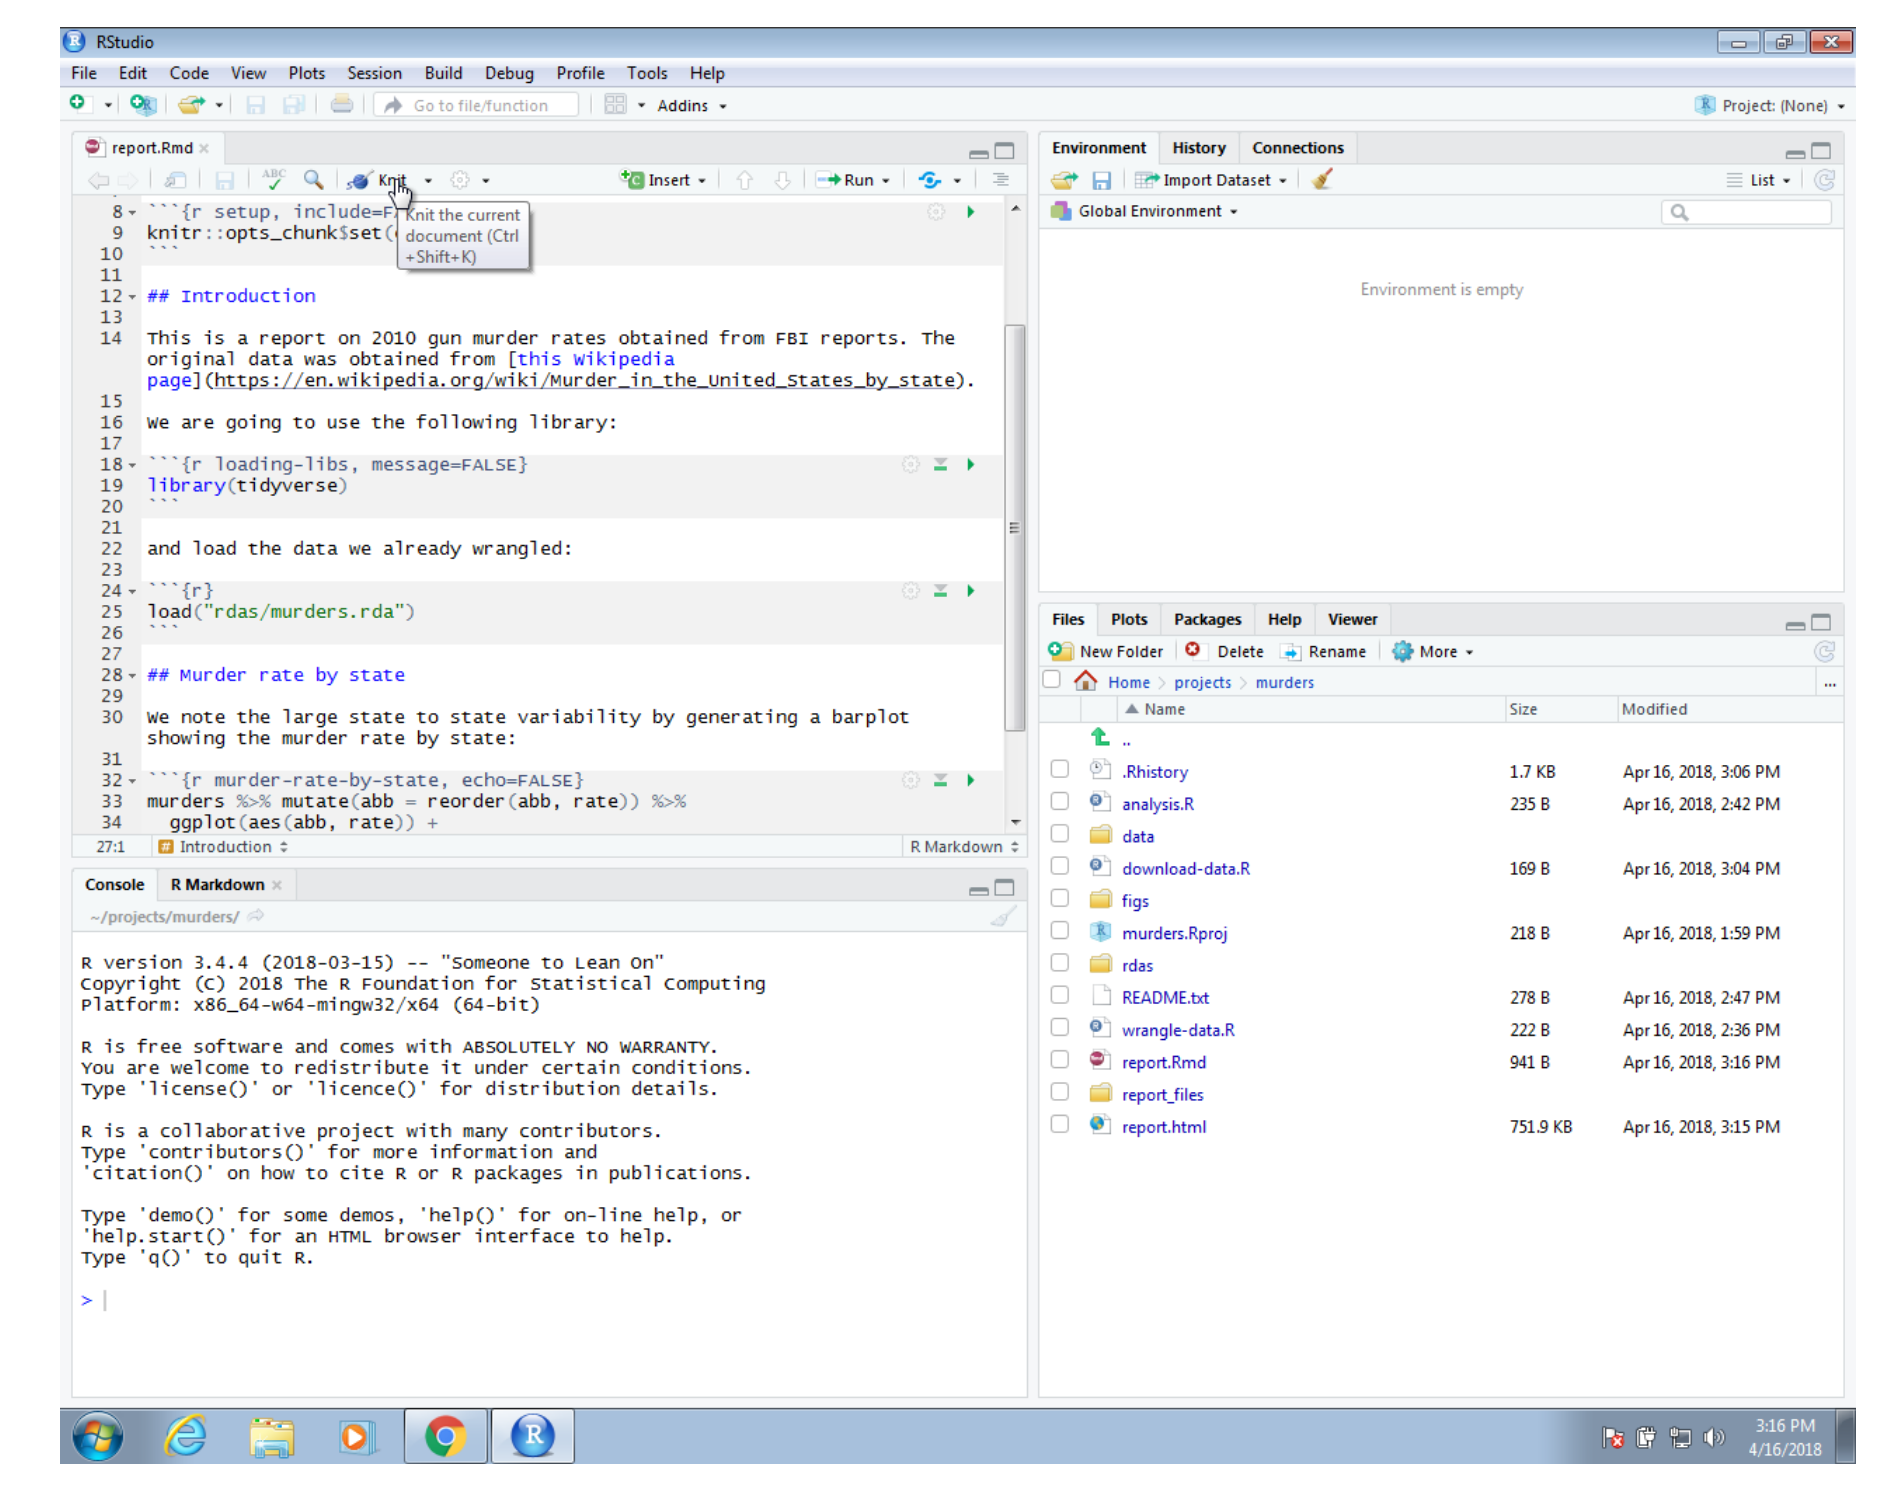 RStudio
File Edit Code View Plots Session Build Debug Profile Tools Help
Go to file/function Addins Project: (None)
report.Rmd
ABC Knit Insert Run
Knit the current
document (Ctrl
+Shift+K)
8 ```{r setup, include=F
9 knitr::opts_chunk$set(
10 ```
11
12 ## Introduction
13
14 This is a report on 2010 gun murder rates obtained from FBI reports. The
original data was obtained from [this Wikipedia
page](https://en.wikipedia.org/wiki/Murder_in_the_United_States_by_state).
15
16 We are going to use the following library:
17
18 ```{r loading-libs, message=FALSE}
19 library(tidyverse)
20 ```
21
22 and load the data we already wrangled:
23
24 ```{r}
25 load("rdas/murders.rda")
26 ```
27
28 ## Murder rate by state
29
30 We note the large state to state variability by generating a barplot
showing the murder rate by state:
31
32 ```{r murder-rate-by-state, echo=FALSE}
33 murders %>% mutate(abb = reorder(abb, rate)) %>%
34 ggplot(aes(abb, rate)) +
27:1 # Introduction R Markdown
Console R Markdown
~/projects/murders/
R version 3.4.4 (2018-03-15) -- "Someone to Lean On"
Copyright (C) 2018 The R Foundation for Statistical Computing
Platform: x86_64-w64-mingw32/x64 (64-bit)
R is free software and comes with ABSOLUTELY NO WARRANTY.
You are welcome to redistribute it under certain conditions.
Type 'license()' or 'licence()' for distribution details.
R is a collaborative project with many contributors.
Type 'contributors()' for more information and
'citation()' on how to cite R or R packages in publications.
Type 'demo()' for some demos, 'help()' for on-line help, or
'help.start()' for an HTML browser interface to help.
Type 'q()' to quit R.
>
Environment History Connections
Import Dataset List
Global Environment
Environment is empty
Files Plots Packages Help Viewer
New Folder Delete Rename More
Home > projects > murders ...
Name Size Modified
..
.Rhistory 1.7 KB Apr 16, 2018, 3:06 PM
analysis.R 235 B Apr 16, 2018, 2:42 PM
data
download-data.R 169 B Apr 16, 2018, 3:04 PM
figs
murders.Rproj 218 B Apr 16, 2018, 1:59 PM
rdas
README.txt 278 B Apr 16, 2018, 2:47 PM
wrangle-data.R 222 B Apr 16, 2018, 2:36 PM
report.Rmd 941 B Apr 16, 2018, 3:16 PM
report_files
report.html 751.9 KB Apr 16, 2018, 3:15 PM
3:16 PM
4/16/2018